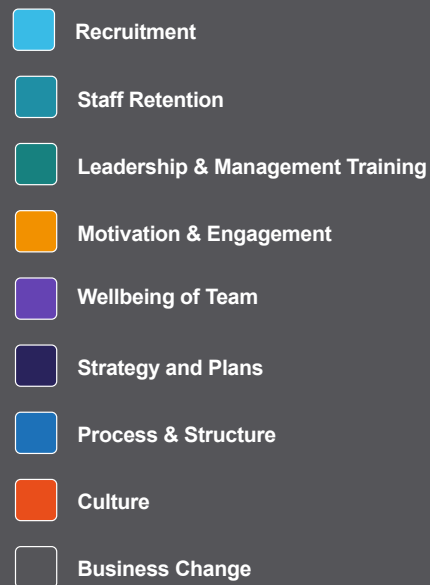 Recruitment
Staff Retention
Leadership & Management Training
Motivation & Engagement
Wellbeing of Team
Strategy and Plans
Process & Structure
Culture
Business Change